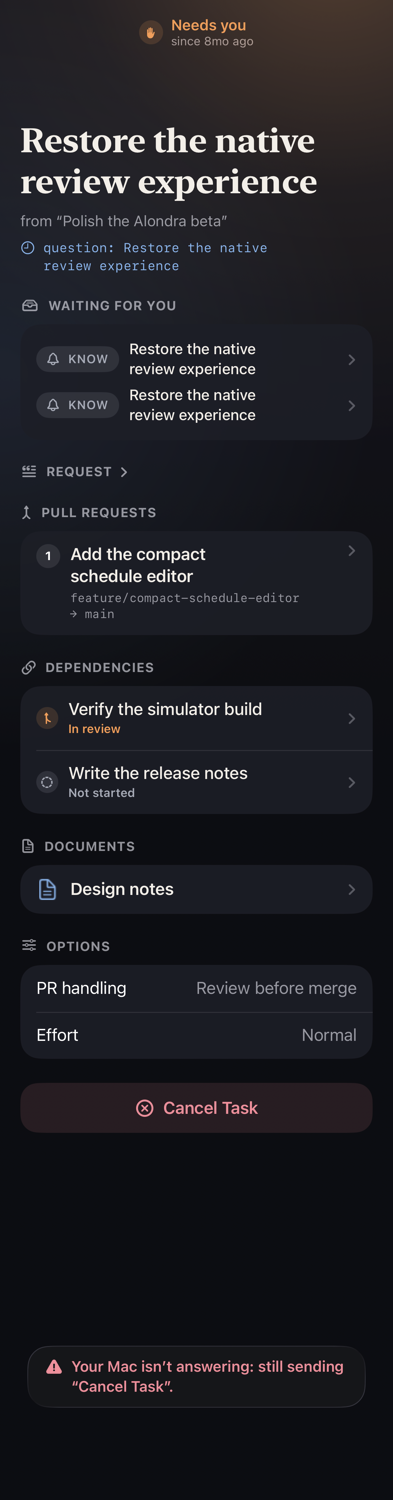 Needs you
since 8mo ago
Restore the native
review experience
from “Polish the Alondra beta”
question: Restore the native
review experience
WAITING FOR YOU
KNOW
Restore the native
review experience
KNOW
Restore the native
review experience
REQUEST
PULL REQUESTS
1
Add the compact
schedule editor
feature/compact-schedule-editor
→ main
DEPENDENCIES
Verify the simulator build
In review
Write the release notes
Not started
DOCUMENTS
Design notes
OPTIONS
PR handling
Review before merge
Effort
Normal
Cancel Task
Your Mac isn’t answering: still sending
“Cancel Task”.